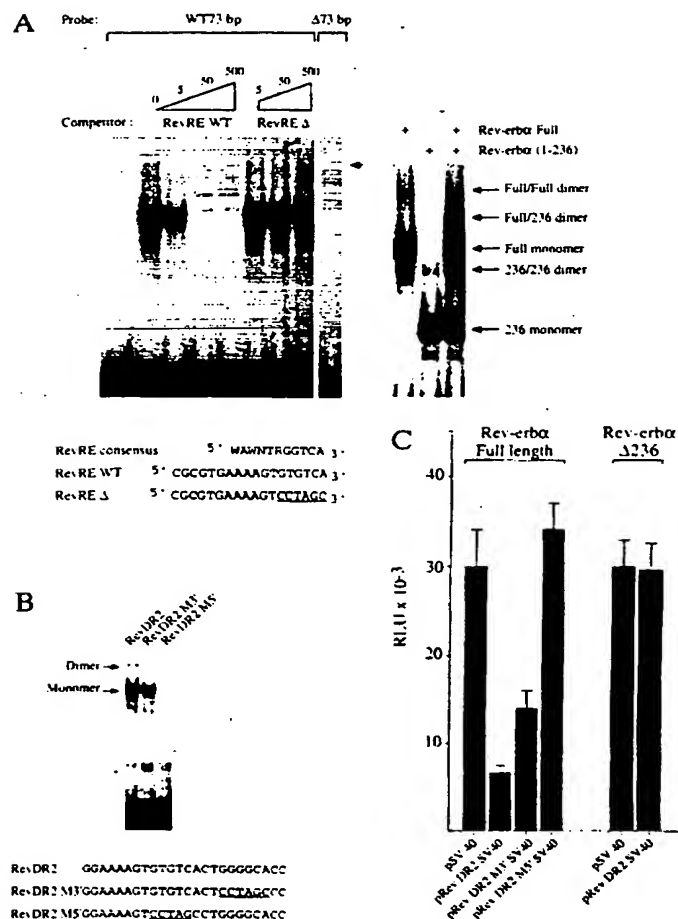 A
Probe: WT73 bp Δ73 bp
0 5 50 500 5 50 500
Competitor: RevRE WT RevRE Δ
+ + Rev-erbα Full
+ + Rev-erbα (1-236)
Full/Full dimer
Full/236 dimer
Full monomer
236/236 dimer
236 monomer
RevRE consensus 5' WAWNTRGGTCA 3'
RevRE WT 5' CGCGTGAAAAGTGTGTCA 3'
RevRE Δ 5' CGCGTGAAAAGTCCTAGC 3'
B
RevDR2
RevDR2 M3'
RevDR2 M5'
Dimer
Monomer
RevDR2 GGAAAAGTGTGTCACTGGGGCACC
RevDR2 M3' GGAAAAGTGTGTCACTCCTAGCCC
RevDR2 M5' GGAAAAGTCCTAGCCTGGGGCACC
C
Rev-erbα Full length
Rev-erbα Δ236
40
30
20
10
RLU x 10-3
pSV40
pRev DR2 SV40
pRev DR2 M3' SV40
pRev DR2 M5' SV40
pSV40
pRev DR2 SV40